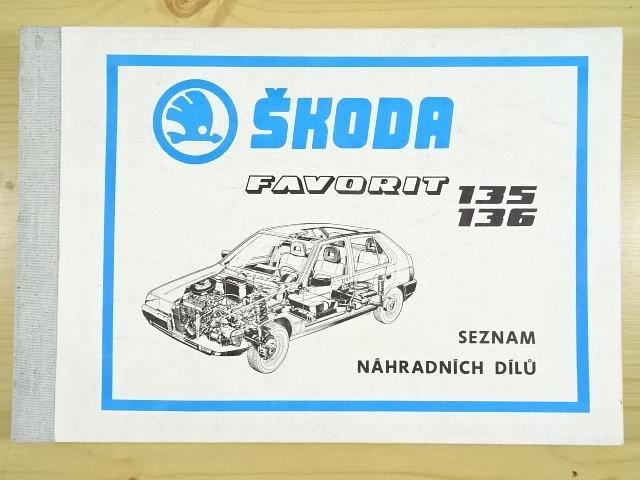 ŠKODA
FAVORIT 135
136
SEZNAM
NÁHRADNÍCH DÍLŮ